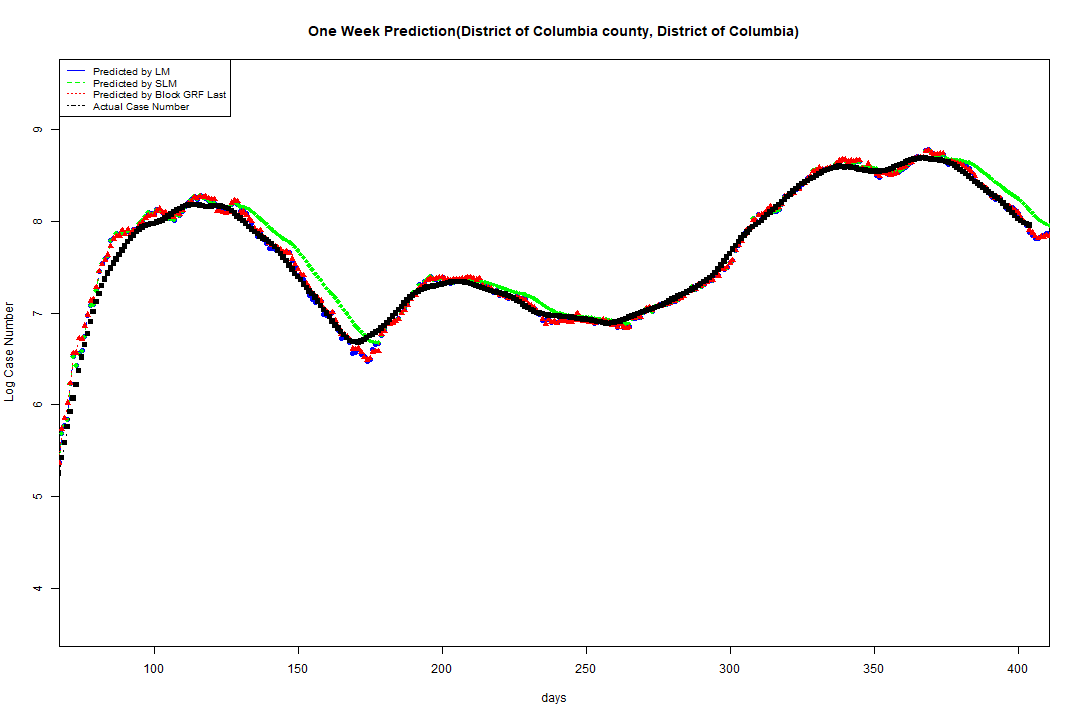 One Week Prediction(District of Columbia county, District of Columbia)
Predicted by LM
Predicted by SLM
Predicted by Block GRF Last
Actual Case Number
Log Case Number
9
8
7
6
5
4
100 150 200 250 300 350 400
days